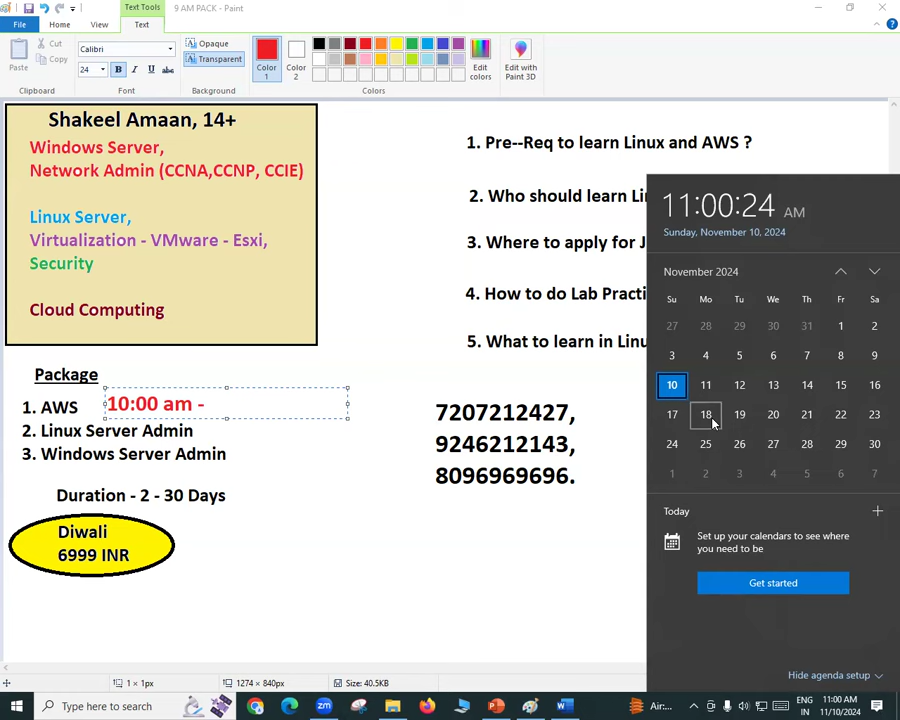 9 AM PACK - Paint
Text Tools
File
Home
View
Text
Paste
Cut
Copy
Clipboard
Calibri
24
B I U abc
Font
Opaque
Transparent
Background
Color 1
Color 2
Colors
Edit colors
Edit with Paint 3D
Shakeel Amaan, 14+
Windows Server,
Network Admin (CCNA,CCNP, CCIE)
Linux Server,
Virtualization - VMware - Esxi,
Security
Cloud Computing
1. Pre--Req to learn Linux and AWS ?
2. Who should learn Li
3. Where to apply for J
4. How to do Lab Practi
5. What to learn in Linu
Package
1. AWS
10:00 am -
2. Linux Server Admin
3. Windows Server Admin
Duration - 2 - 30 Days
Diwali
6999 INR
7207212427,
9246212143,
8096969696.
11:00:24 AM
Sunday, November 10, 2024
November 2024
Su Mo Tu We Th Fr Sa
27 28 29 30 31 1 2
3 4 5 6 7 8 9
10 11 12 13 14 15 16
17 18 19 20 21 22 23
24 25 26 27 28 29 30
1 2 3 4 5 6 7
Today
Set up your calendars to see where
you need to be
Get started
Hide agenda setup
1 × 1px
1274 × 840px
Size: 40.5KB
Type here to search
zm
Air:...
ENG
IN
11:00 AM
11/10/2024